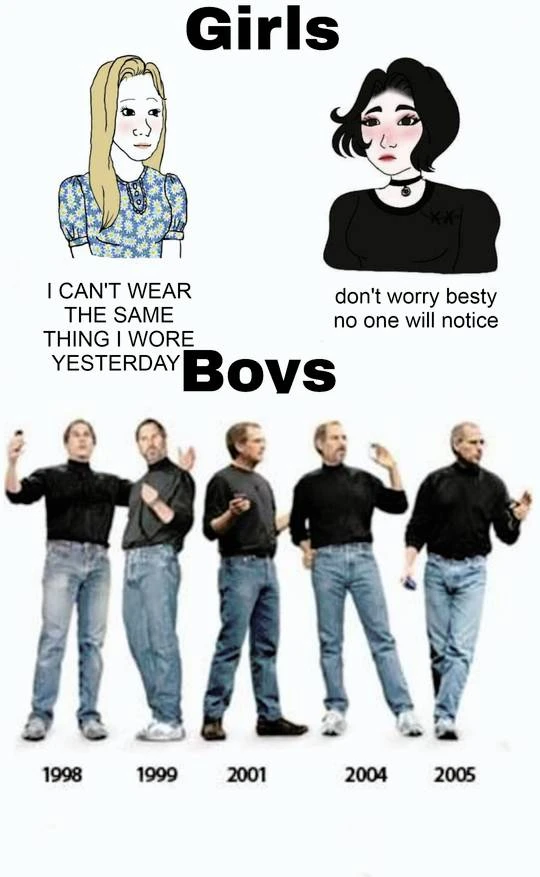 Girls
I CAN'T WEAR
THE SAME
THING I WORE
YESTERDAY
don't worry besty
no one will notice
Boys
1998 1999 2001 2004 2005